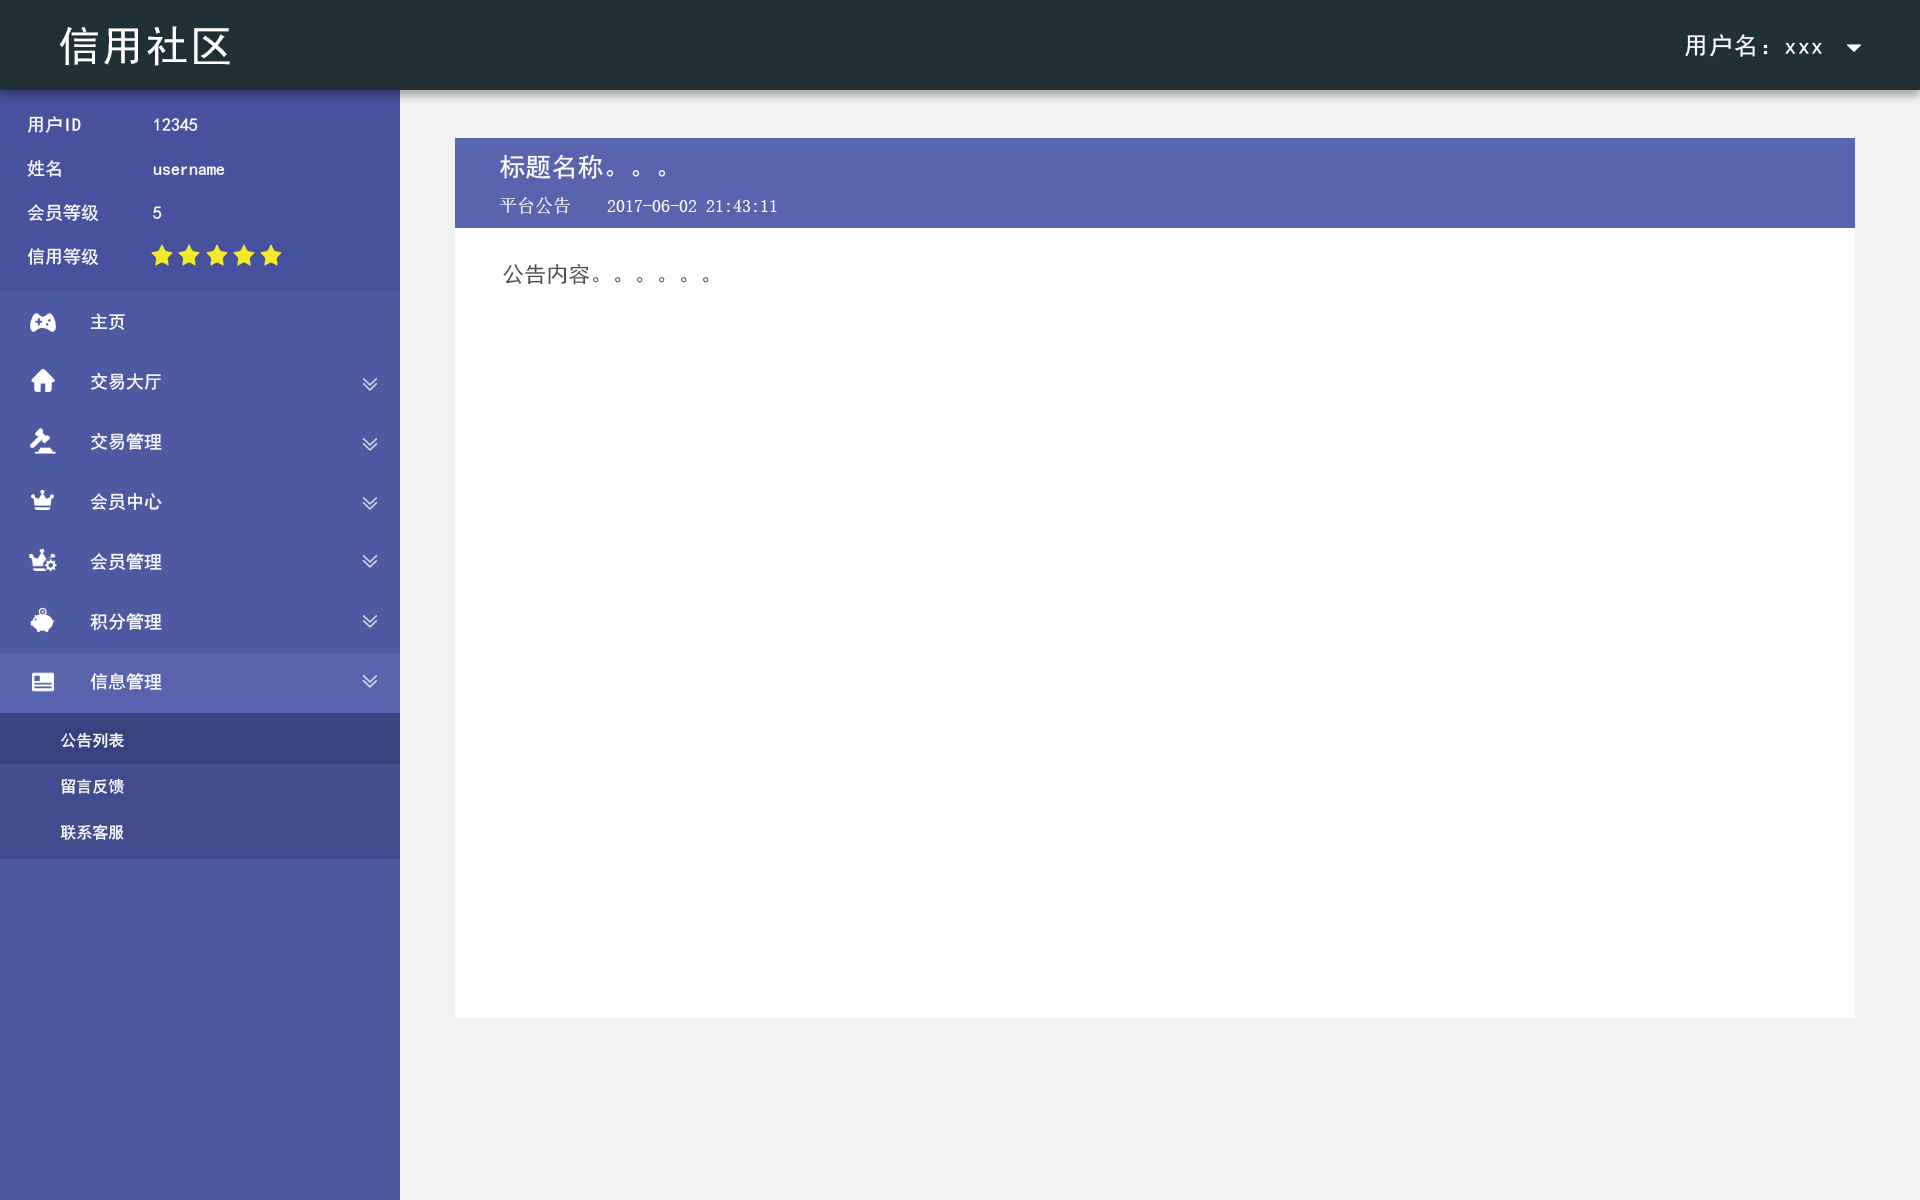 信用社区
用户名：xxx
用户ID 12345
姓名 username
会员等级 5
信用等级
主页
交易大厅
交易管理
会员中心
会员管理
积分管理
信息管理
公告列表
留言反馈
联系客服
标题名称。。。
平台公告 2017-06-02 21:43:11
公告内容。。。。。。